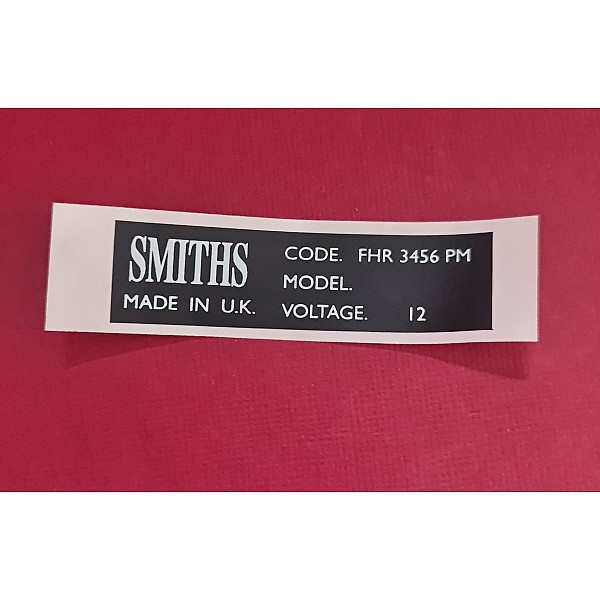 SMITHS
MADE IN U.K.
CODE. FHR 3456 PM
MODEL.
VOLTAGE. 12